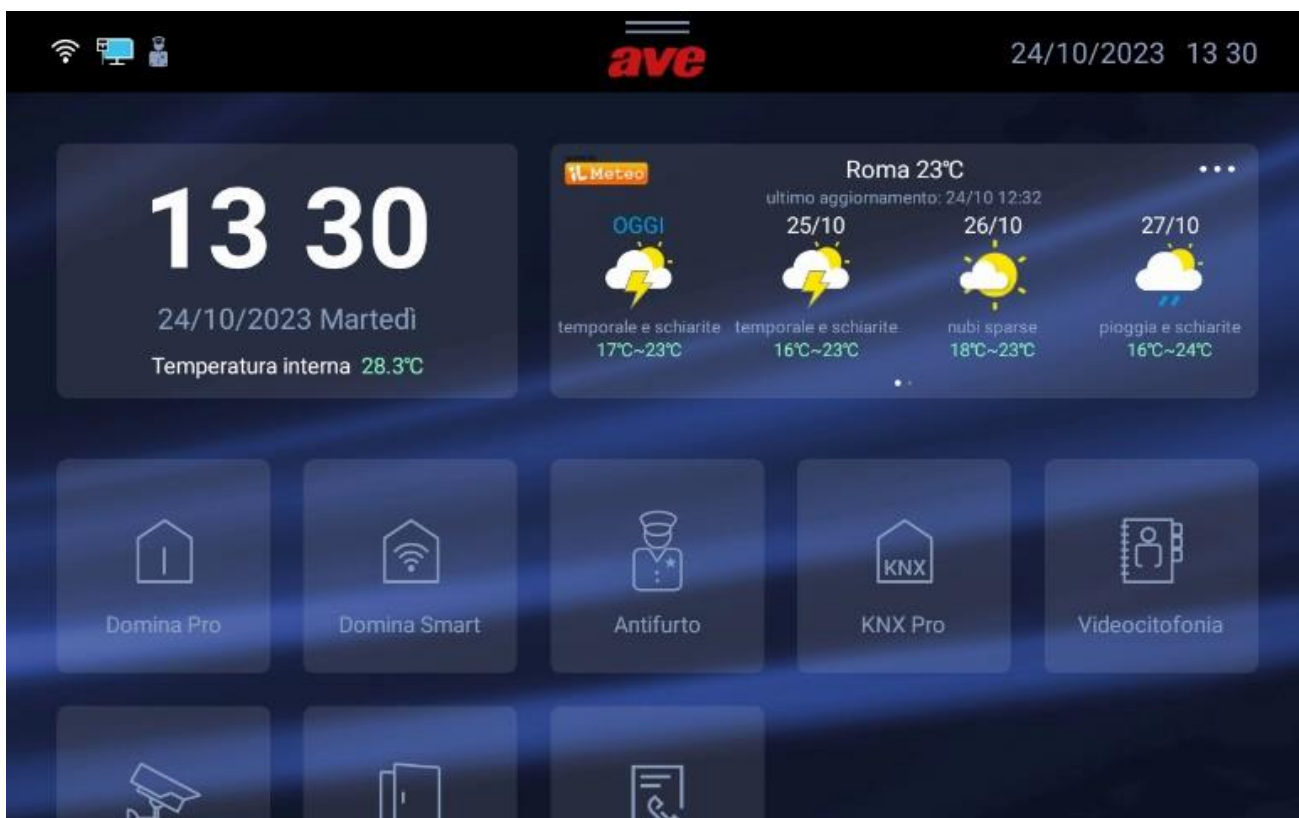 ave
24/10/2023 13 30
13 30
24/10/2023 Martedì
Temperatura interna 28.3℃
iL Meteo
Roma 23℃
ultimo aggiornamento: 24/10 12:32
OGGI 25/10 26/10 27/10
temporale e schiarite temporale e schiarite nubi sparse pioggia e schiarite
17℃~23℃ 16℃~23℃ 18℃~23℃ 16℃~24℃
KNX
Domina Pro Domina Smart Antifurto KNX Pro Videocitofonia